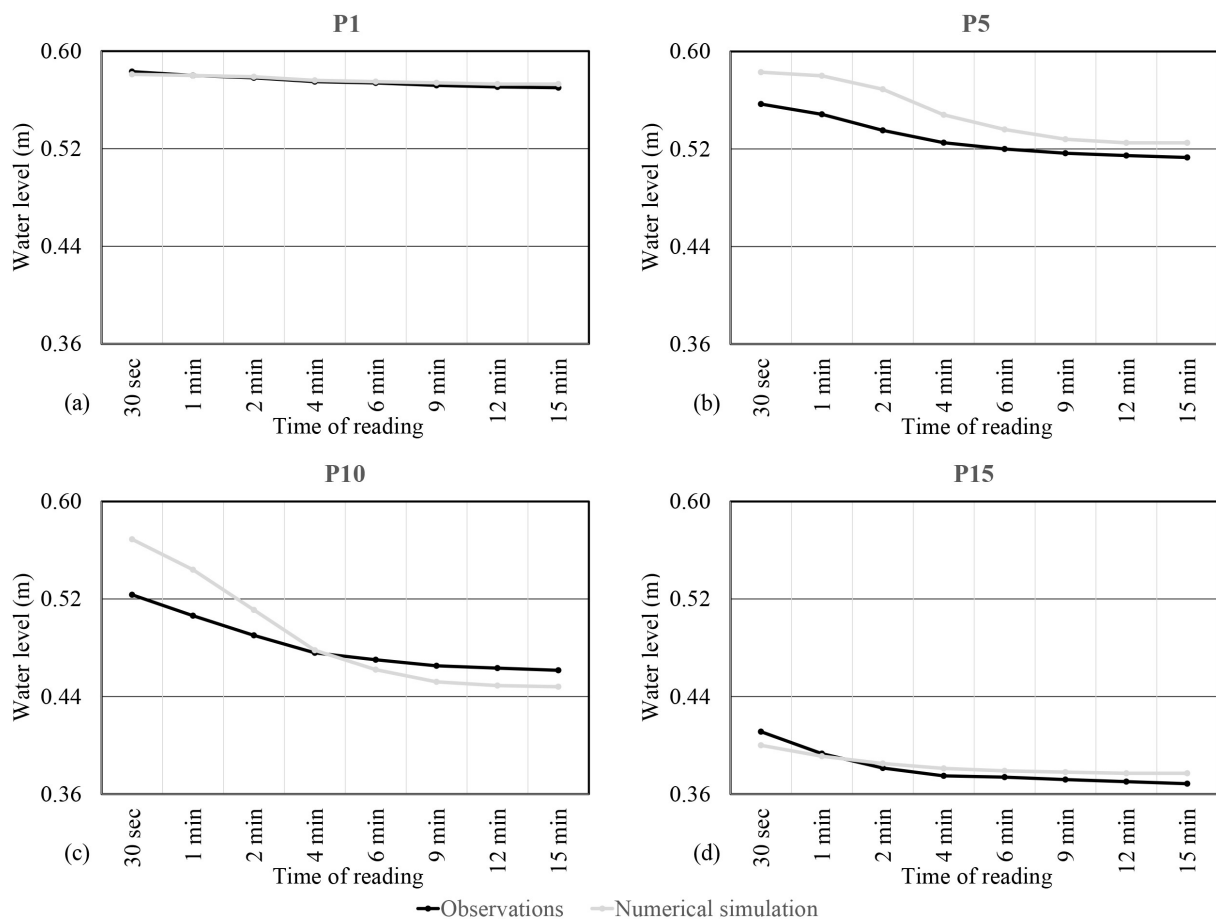 P1
Water level (m)
0.60
0.52
0.44
0.36
30 sec
1 min
2 min
4 min
6 min
9 min
12 min
15 min
(a)
Time of reading
P5
Water level (m)
0.60
0.52
0.44
0.36
30 sec
1 min
2 min
4 min
6 min
9 min
12 min
15 min
(b)
Time of reading
P10
Water level (m)
0.60
0.52
0.44
0.36
30 sec
1 min
2 min
4 min
6 min
9 min
12 min
15 min
(c)
Time of reading
P15
Water level (m)
0.60
0.52
0.44
0.36
30 sec
1 min
2 min
4 min
6 min
9 min
12 min
15 min
(d)
Time of reading
Observations
Numerical simulation